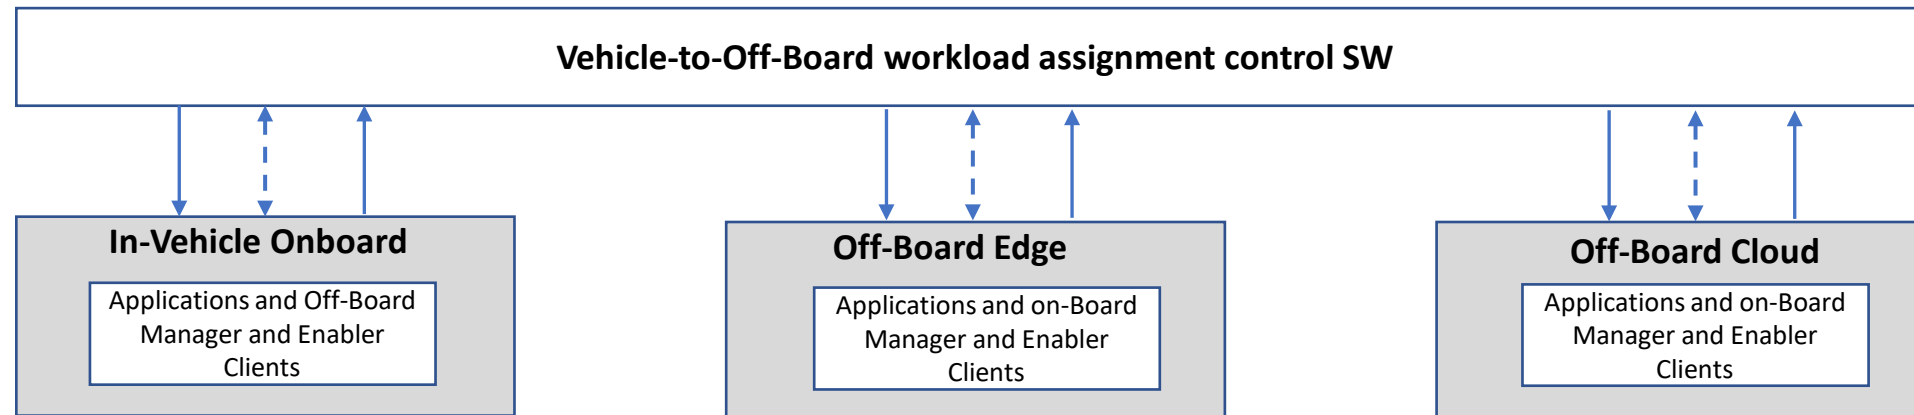 Vehicle-to-Off-Board workload assignment control SW
In-Vehicle Onboard
Applications and Off-Board
Manager and Enabler
Clients
Off-Board Edge
Applications and on-Board
Manager and Enabler
Clients
Off-Board Cloud
Applications and on-Board
Manager and Enabler
Clients